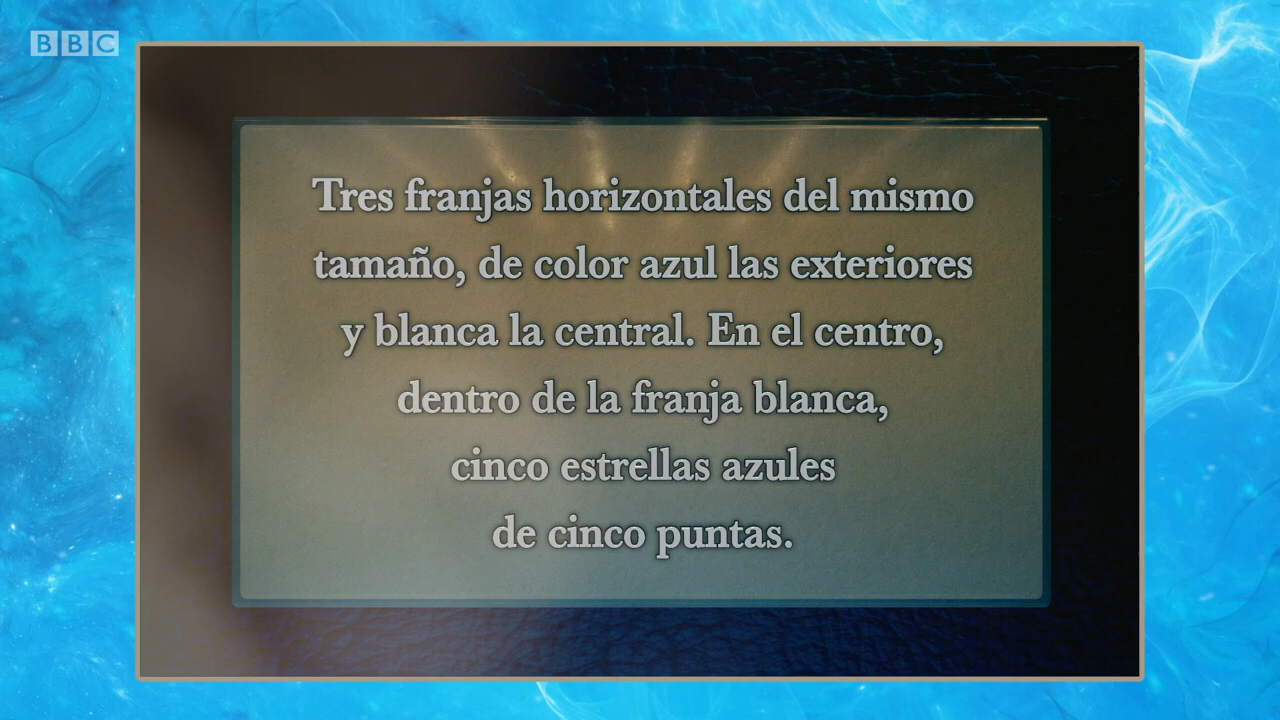 BBC
Tres franjas horizontales del mismo
tamaño, de color azul las exteriores
y blanca la central. En el centro,
dentro de la franja blanca,
cinco estrellas azules
de cinco puntas.